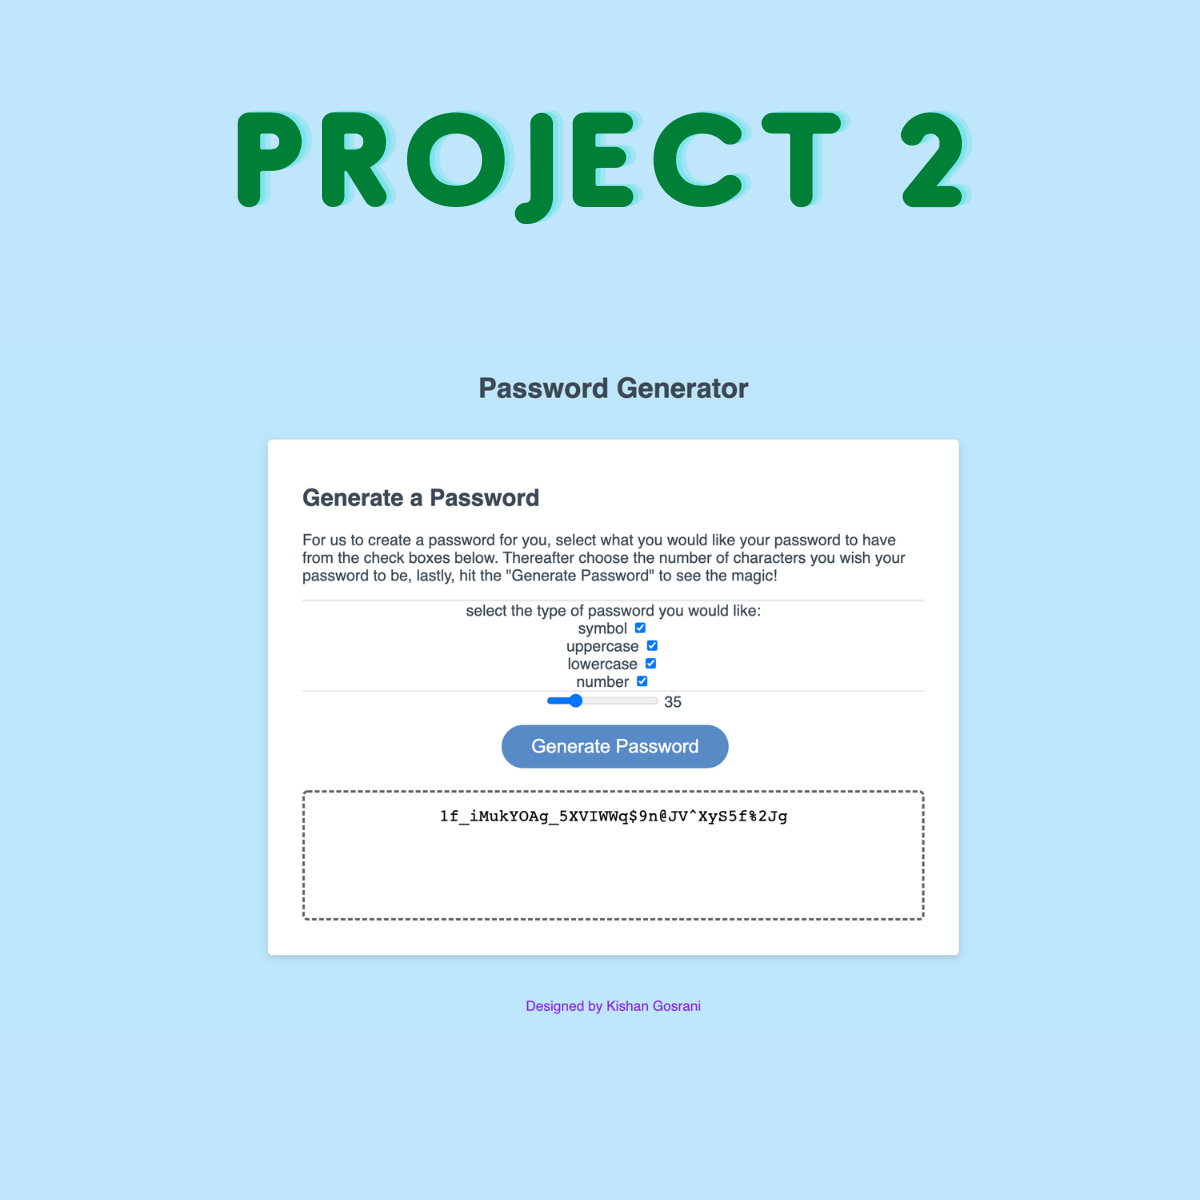 PROJECT 2
Password Generator
Generate a Password
For us to create a password for you, select what you would like your password to have
from the check boxes below. Thereafter choose the number of characters you wish your
password to be, lastly, hit the "Generate Password" to see the magic!
select the type of password you would like:
symbol
uppercase
lowercase
number
35
Generate Password
1f_iMukYOAg_5XVIWWq$9n@JV^XyS5f%2Jg
Designed by Kishan Gosrani